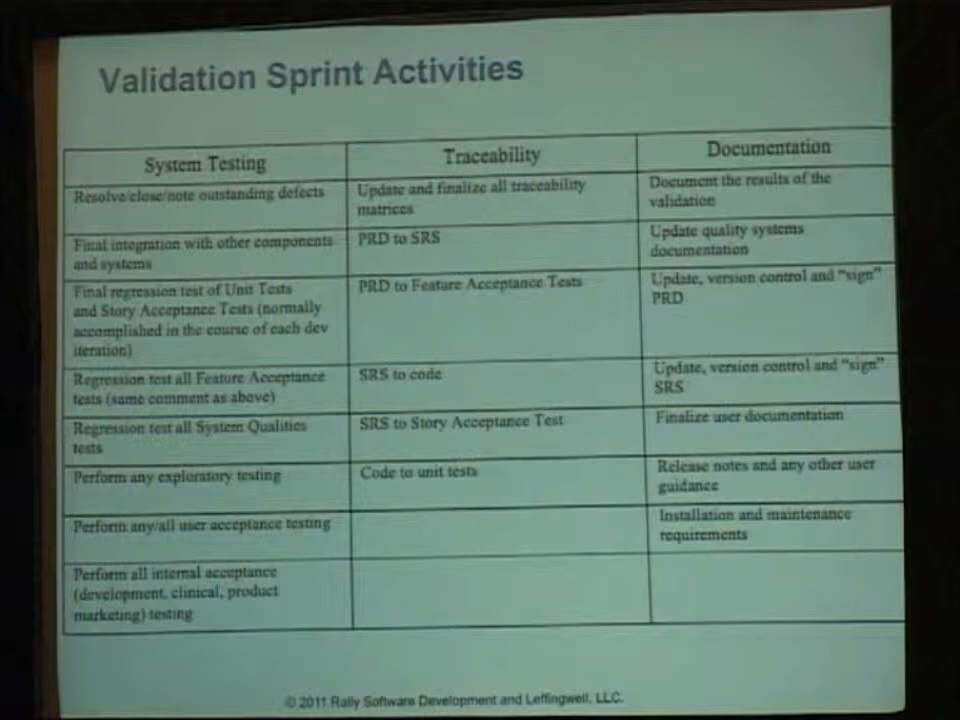 Validation Sprint Activities
System Testing
Traceability
Documentation
Resolve/close/note outstanding defects
Update and finalize all traceability
matrices
Document the results of the
validation
Final integration with other components
and systems
PRD to SRS
Update quality systems
documentation
Final regression test of Unit Tests
and Story Acceptance Tests (normally
accomplished in the course of each dev
iteration)
PRD to Feature Acceptance Tests
Update, version control and “sign”
PRD
Regression test all Feature Acceptance
tests (same comment as above)
SRS to code
Update, version control and “sign”
SRS
Regression test all System Qualities
tests
SRS to Story Acceptance Test
Finalize user documentation
Perform any exploratory testing
Code to unit tests
Release notes and any other user
guidance
Perform any/all user acceptance testing
Installation and maintenance
requirements
Perform all internal acceptance
(development, clinical, product
marketing) testing
© 2011 Rally Software Development and Leffingwell, LLC.